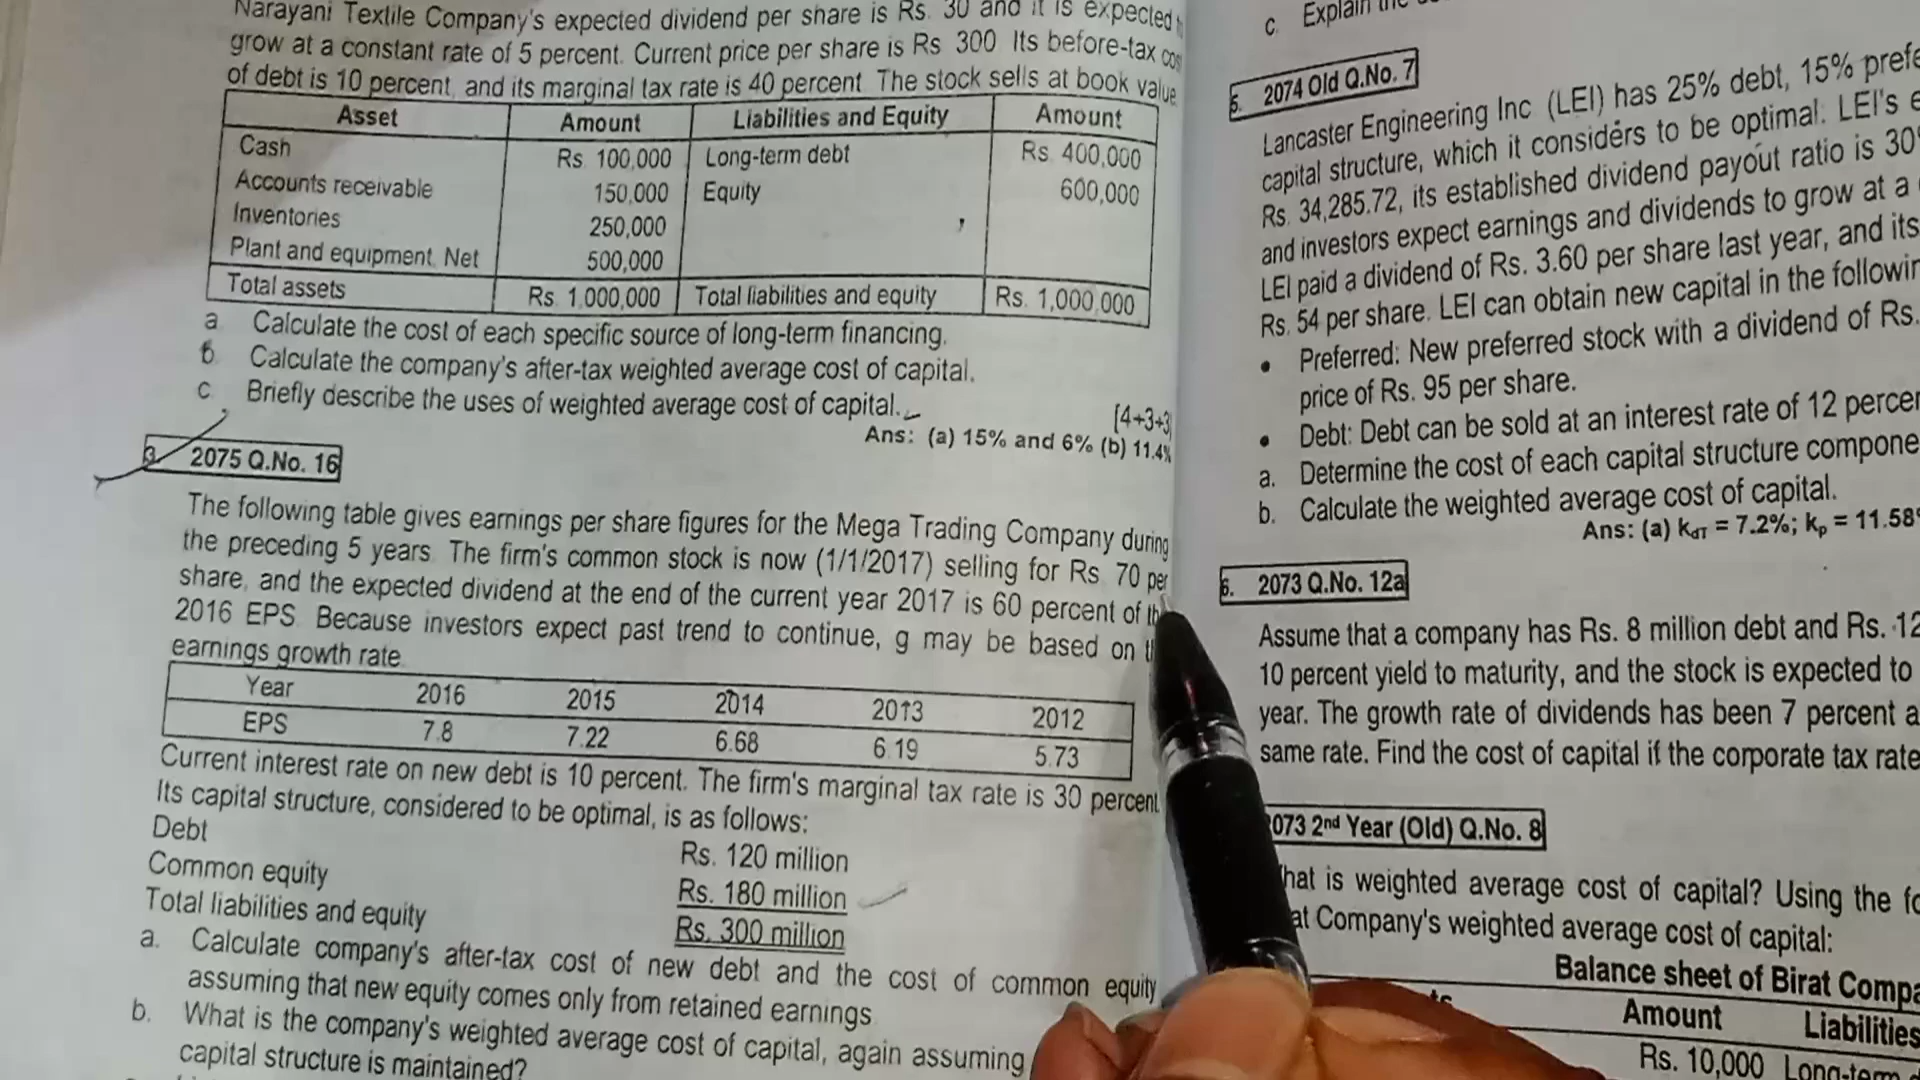 Narayani Textile Company's expected dividend per share is Rs. 30 and it is expected
grow at a constant rate of 5 percent. Current price per share is Rs 300 Its before-tax cos
of debt is 10 percent, and its marginal tax rate is 40 percent The stock sells at book value
Asset Amount Liabilities and Equity Amount
Cash Rs. 100,000 Long-term debt Rs. 400,000
Accounts receivable 150,000 Equity 600,000
Inventories 250,000
Plant and equipment, Net 500,000
Total assets Rs. 1,000,000 Total liabilities and equity Rs. 1,000,000
a Calculate the cost of each specific source of long-term financing.
b. Calculate the company's after-tax weighted average cost of capital.
c Briefly describe the uses of weighted average cost of capital.
[4+3+3]
Ans: (a) 15% and 6% (b) 11.4%
3. 2075 Q.No. 16
The following table gives earnings per share figures for the Mega Trading Company during
the preceding 5 years. The firm's common stock is now (1/1/2017) selling for Rs. 70 per
share, and the expected dividend at the end of the current year 2017 is 60 percent of th
2016 EPS. Because investors expect past trend to continue, g may be based on t
earnings growth rate.
Year 2016 2015 2014 2013 2012
EPS 7.8 7.22 6.68 6.19 5.73
Current interest rate on new debt is 10 percent. The firm's marginal tax rate is 30 percent.
Its capital structure, considered to be optimal, is as follows:
Debt Rs. 120 million
Common equity Rs. 180 million
Total liabilities and equity Rs. 300 million
a. Calculate company's after-tax cost of new debt and the cost of common equity
assuming that new equity comes only from retained earnings.
b. What is the company's weighted average cost of capital, again assuming
capital structure is maintained?
c. Explain the
5. 2074 Old Q.No. 7
Lancaster Engineering Inc (LEI) has 25% debt, 15% prefe
capital structure, which it considers to be optimal. LEI's e
Rs. 34,285.72, its established dividend payout ratio is 30
and investors expect earnings and dividends to grow at a
LEI paid a dividend of Rs. 3.60 per share last year, and its
Rs. 54 per share. LEI can obtain new capital in the followin
• Preferred: New preferred stock with a dividend of Rs.
price of Rs. 95 per share.
• Debt: Debt can be sold at an interest rate of 12 percen
a. Determine the cost of each capital structure compone
b. Calculate the weighted average cost of capital.
Ans: (a) kdT = 7.2%; kp = 11.58
6. 2073 Q.No. 12a
Assume that a company has Rs. 8 million debt and Rs. 12
10 percent yield to maturity, and the stock is expected to
year. The growth rate of dividends has been 7 percent a
same rate. Find the cost of capital if the corporate tax rate
073 2nd Year (Old) Q.No. 8
hat is weighted average cost of capital? Using the fo
at Company's weighted average cost of capital:
Balance sheet of Birat Compa
Amount Liabilities
Rs. 10,000 Long-term